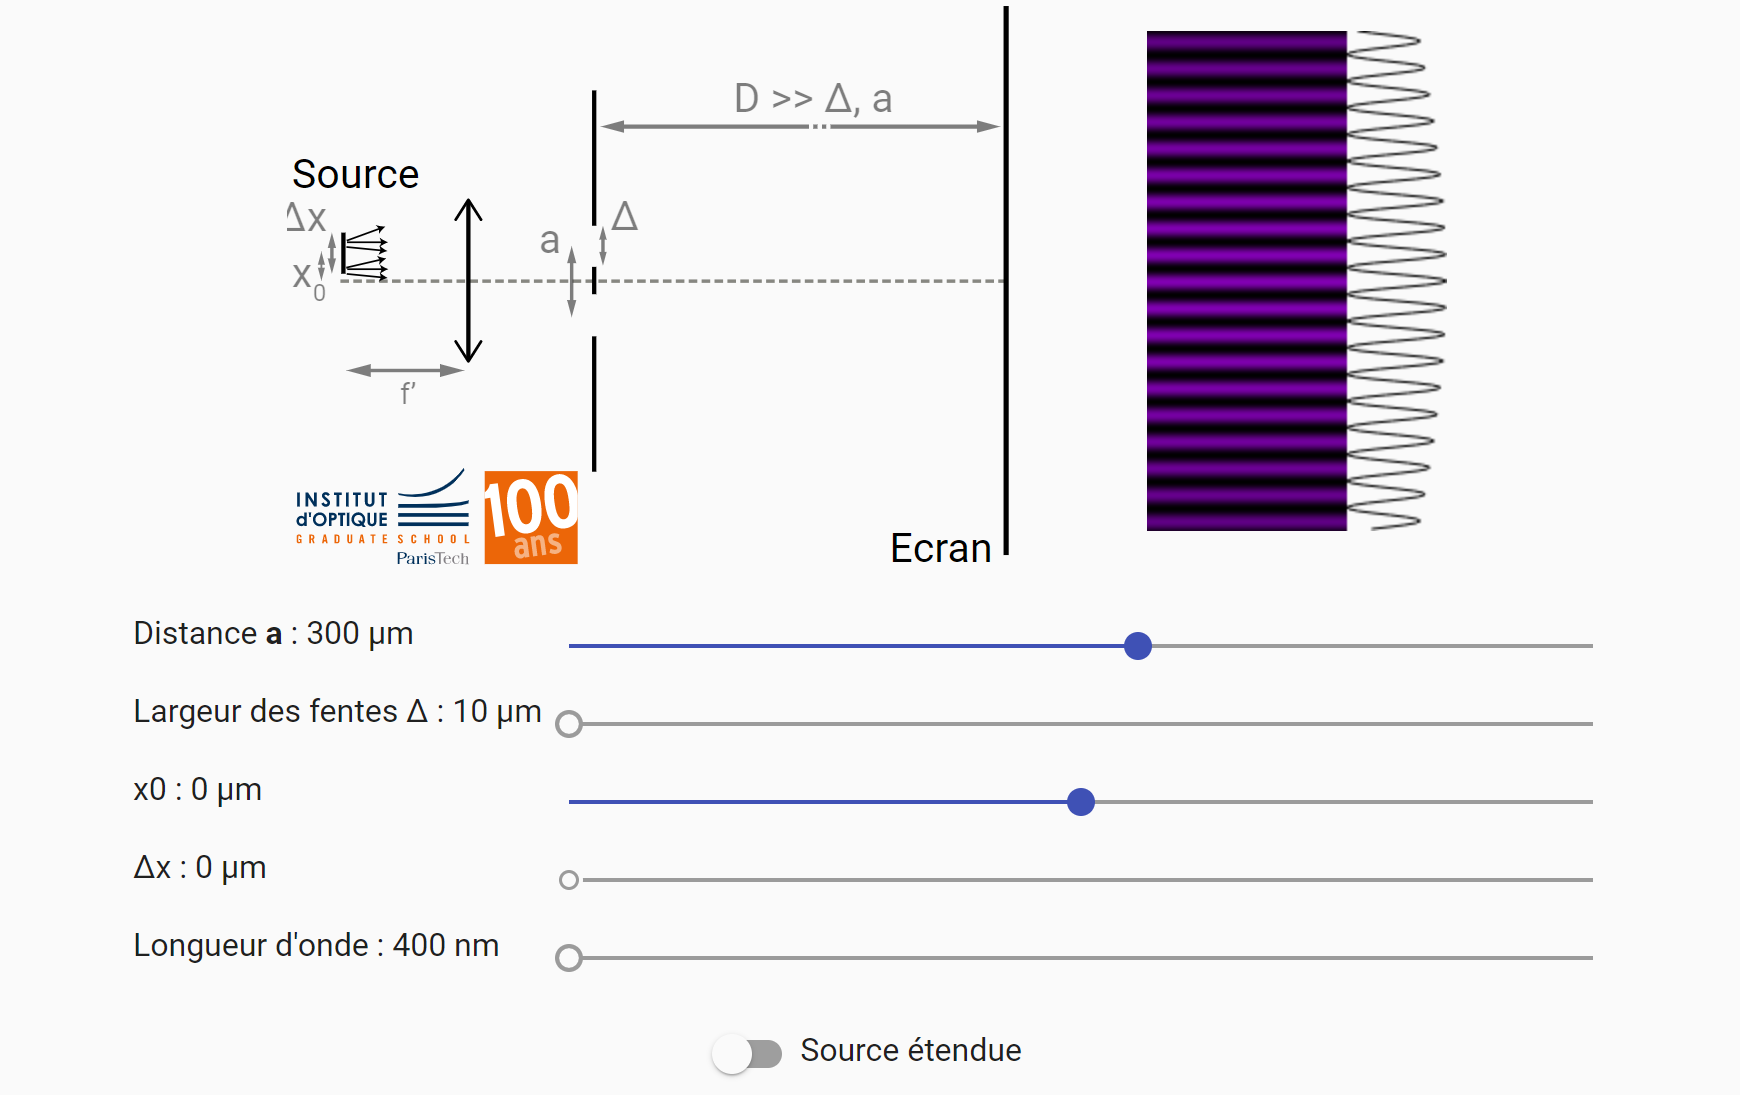 D >> Δ, a
Source
Δx
Δ
a
x0
f’
INSTITUT
d'OPTIQUE
GRADUATE SCHOOL
ParisTech
100
ans
Ecran
Distance a : 300 µm
Largeur des fentes Δ : 10 µm
x0 : 0 µm
Δx : 0 µm
Longueur d'onde : 400 nm
Source étendue